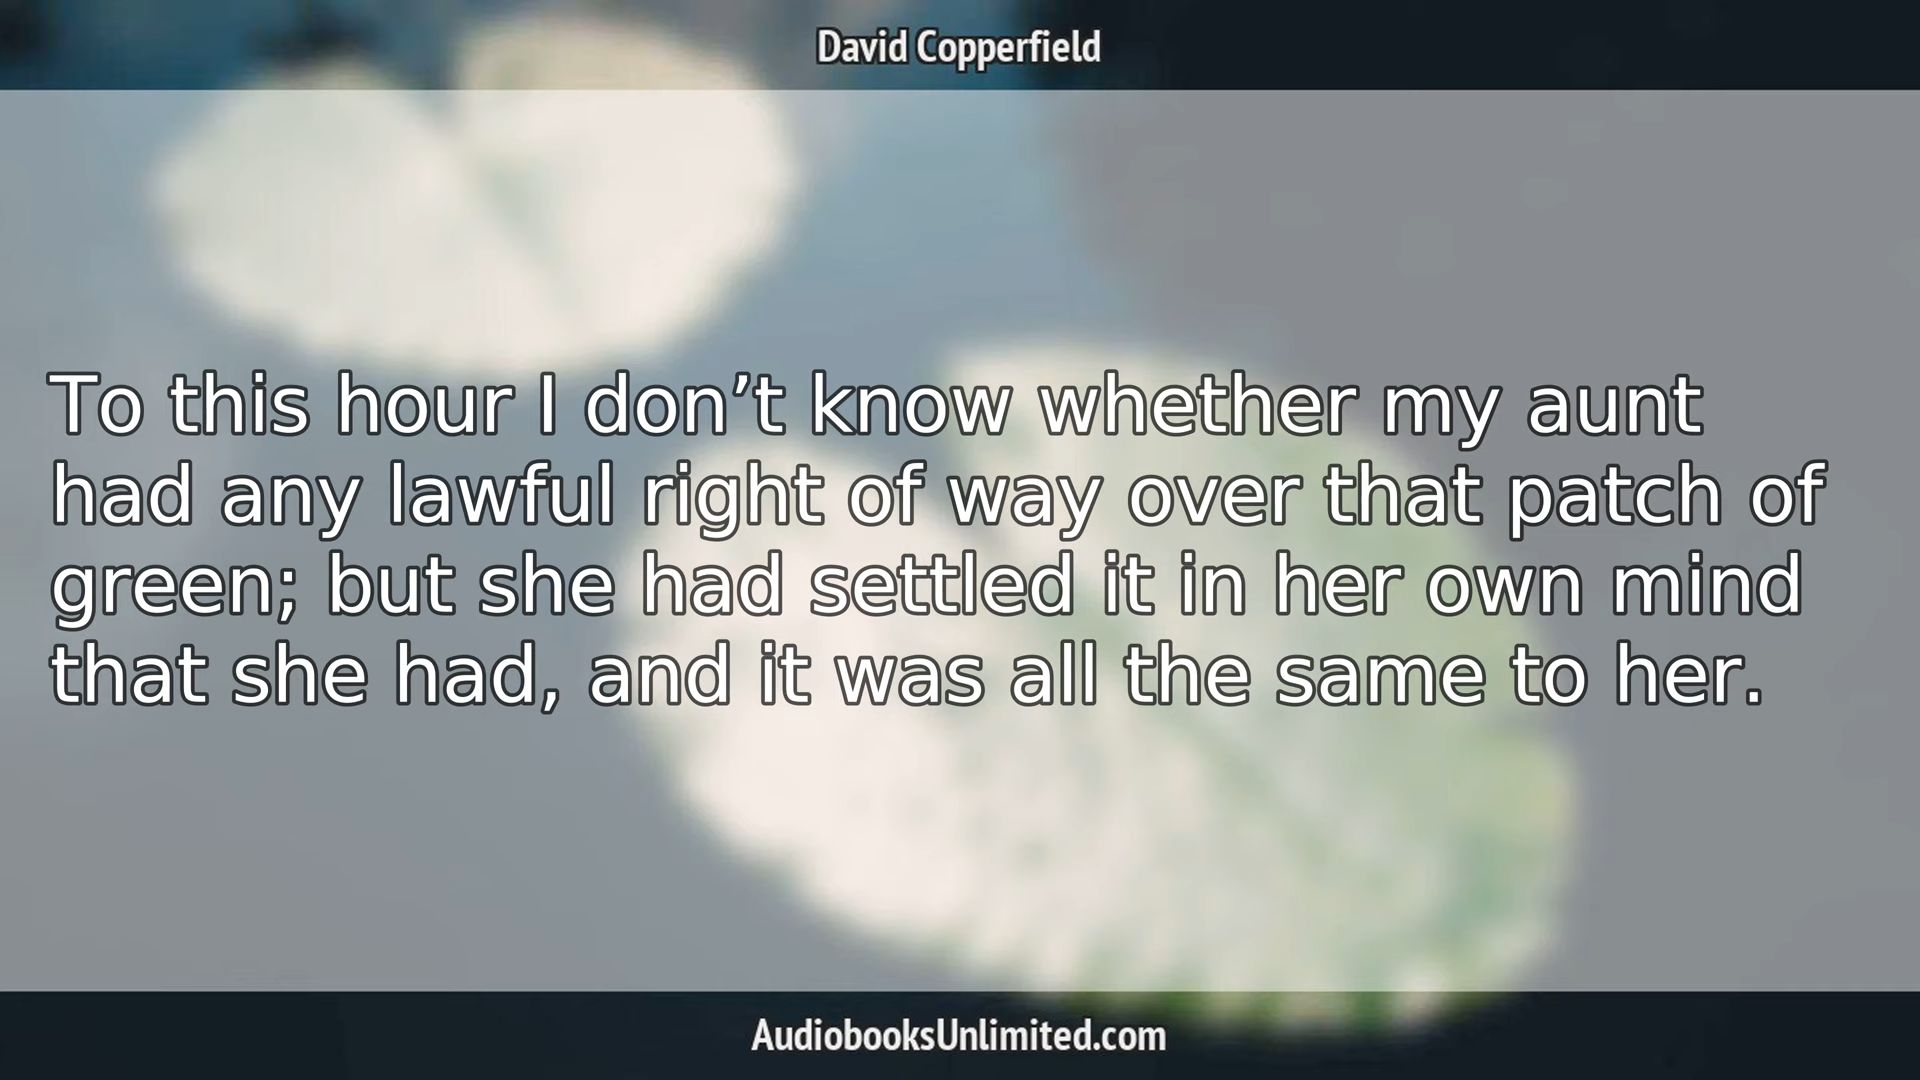 David Copperfield
To this hour I don’t know whether my aunt
had any lawful right of way over that patch of
green; but she had settled it in her own mind
that she had, and it was all the same to her.
AudiobooksUnlimited.com